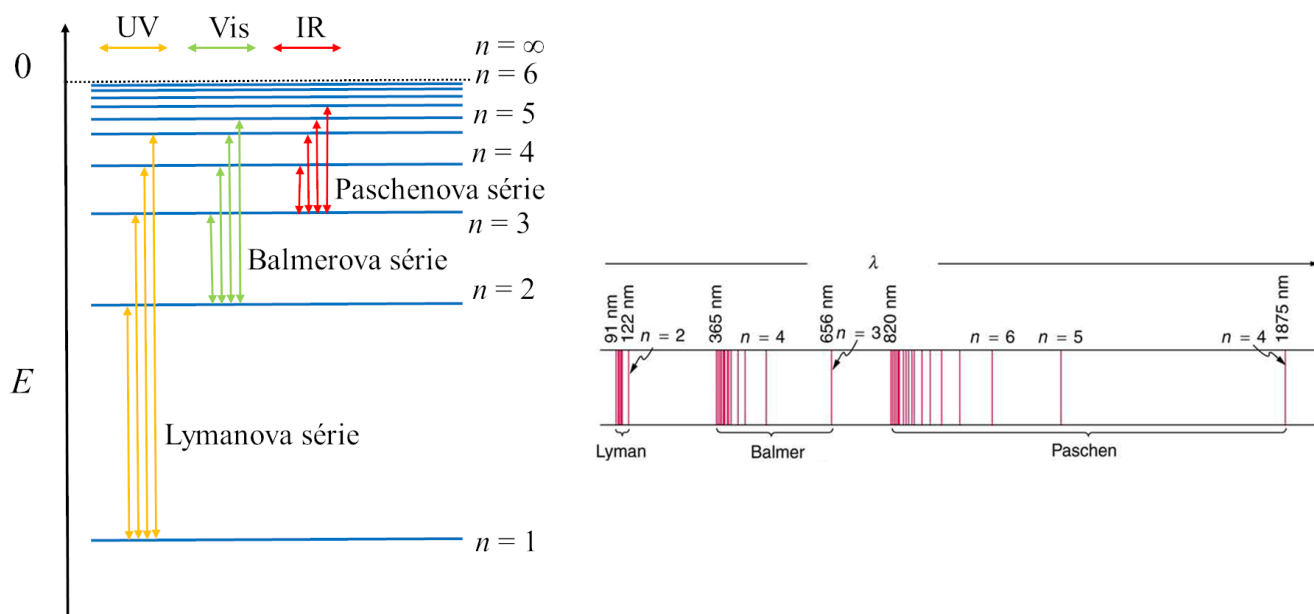 UV Vis IR
n = ∞
0
n = 6
n = 5
n = 4
Paschenova série
n = 3
Balmerova série
n = 2
E
Lymanova série
n = 1
λ
91 nm
122 nm
365 nm
656 nm
820 nm
1875 nm
n = 2
n = 4
n = 3
n = 6
n = 5
n = 4
Lyman
Balmer
Paschen